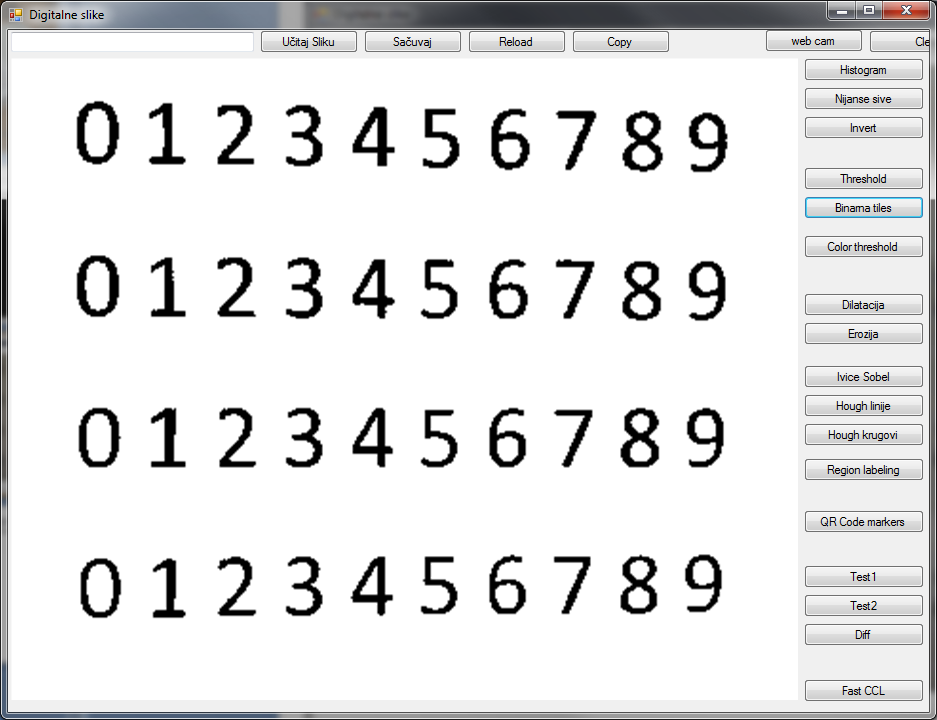 Digitalne slike
Učitaj Sliku Sačuvaj Reload Copy web cam Cle
Histogram
Nijanse sive
Invert
Threshold
Binarna tiles
Color threshold
Dilatacija
Erozija
Ivice Sobel
Hough linije
Hough krugovi
Region labeling
QR Code markers
Test1
Test2
Diff
Fast CCL
0 1 2 3 4 5 6 7 8 9
0 1 2 3 4 5 6 7 8 9
0 1 2 3 4 5 6 7 8 9
0 1 2 3 4 5 6 7 8 9